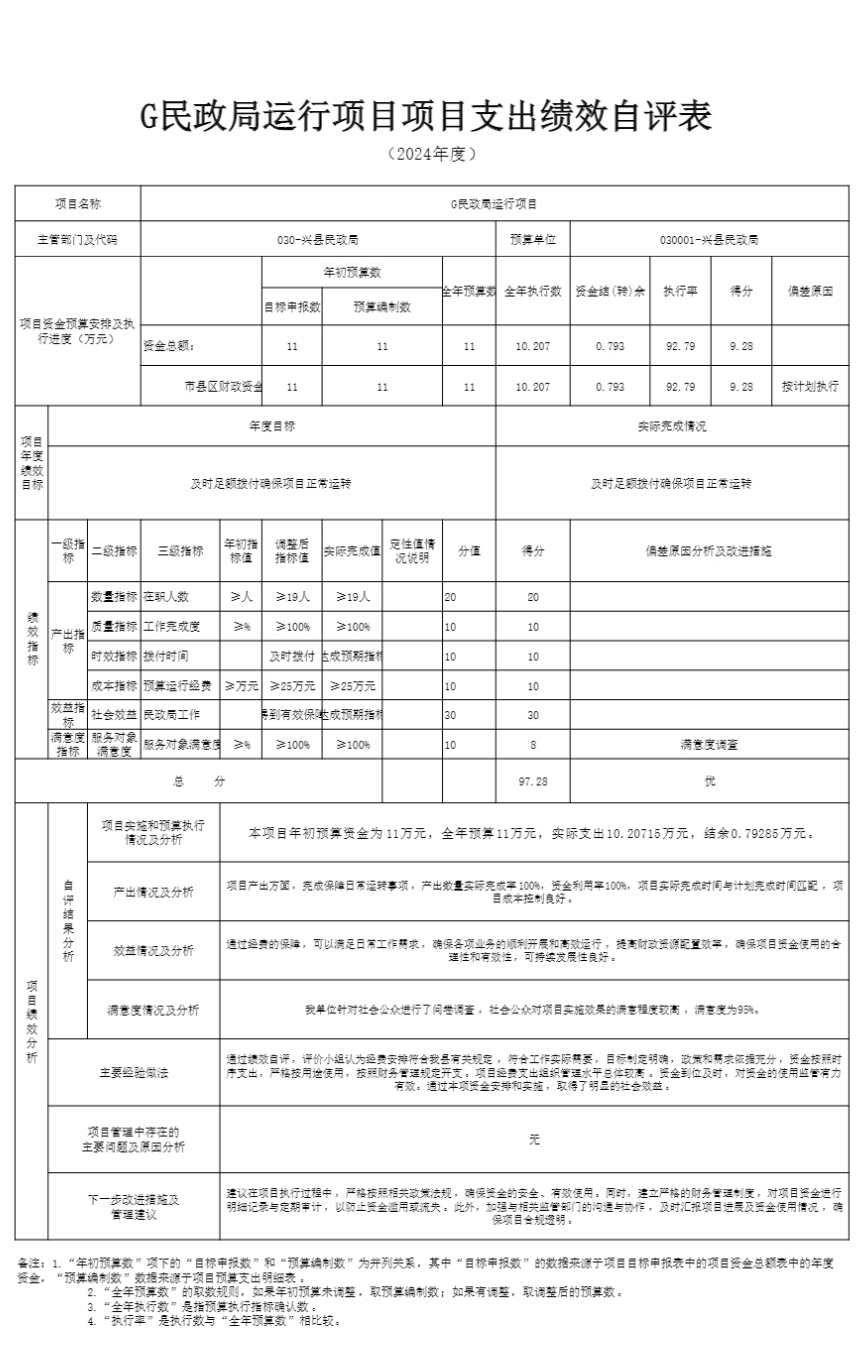 G民政局运行项目项目支出绩效自评表
（2024年度）
项目名称 G民政局运行项目
主管部门及代码 030-兴县民政局 预算单位 030001-兴县民政局
项目资金预算安排及执
行进度（万元）
年初预算数
目标申报数 预算编制数
全年预算数 全年执行数 资金结(转)余 执行率 得分 偏差原因
资金总额： 11 11 11 10.207 0.793 92.79 9.28
市县区财政资金 11 11 11 10.207 0.793 92.79 9.28 按计划执行
项目
年度
绩效
目标
年度目标 实际完成情况
及时足额拨付确保项目正常运转 及时足额拨付确保项目正常运转
绩
效
指
标
一级指
标
二级指标 三级指标
年初指
标值
调整后
指标值
实际完成值
定性值情
况说明
分值 得分 偏差原因分析及改进措施
产出指
标
数量指标 在职人数 ≥人 ≥19人 ≥19人 20 20
质量指标 工作完成度 ≥% ≥100% ≥100% 10 10
时效指标 拨付时间 及时拨付 达成预期指标 10 10
成本指标 预算运行经费 ≥万元 ≥25万元 ≥25万元 10 10
效益指
标
社会效益 民政局工作 得到有效保障 达成预期指标 30 30
满意度
指标
服务对象
满意度
服务对象满意度 ≥% ≥100% ≥100% 10 8 满意度调查
总 分 97.28 优
项
目
绩
效
分
析
自
评
结
果
分
析
项目实施和预算执行
情况及分析
本项目年初预算资金为11万元，全年预算11万元，实际支出10.20715万元，结余0.79285万元。
产出情况及分析
项目产出方面，完成保障日常运转事项，产出数量实际完成率100%，资金利用率100%，项目实际完成时间与计划完成时间匹配，项
目成本控制良好。
效益情况及分析
通过经费的保障，可以满足日常工作需求，确保各项业务的顺利开展和高效运行，提高财政资源配置效率，确保项目资金使用的合
理性和有效性，可持续发展性良好。
满意度情况及分析
我单位针对社会公众进行了问卷调查，社会公众对项目实施效果的满意程度较高，满意度为95%。
主要经验做法
通过绩效自评，评价小组认为经费安排符合我县有关规定，符合工作实际需要，目标制定明确，政策和需求依据充分，资金按照时
序支出，严格按用途使用，按照财务管理规定开支。项目经费支出组织管理水平总体较高。资金到位及时，对资金的使用监管有力
有效。通过本项资金安排和实施，取得了明显的社会效益。
项目管理中存在的
主要问题及原因分析
无
下一步改进措施及
管理建议
建议在项目执行过程中，严格按照相关政策法规，确保资金的安全、有效使用。同时，建立严格的财务管理制度，对项目资金进行
明细记录与定期审计，以防止资金滥用或流失。此外，加强与相关监管部门的沟通与协作，及时汇报项目进展及资金使用情况，确
保项目合规透明。
备注：1.“年初预算数”项下的“目标申报数”和“预算编制数”为并列关系，其中“目标申报数”的数据来源于项目目标申报表中的项目资金总额表中的年度
资金，“预算编制数”数据来源于项目预算支出明细表。
2.“全年预算数”的取数规则，如果年初预算未调整，取预算编制数；如果有调整，取调整后的预算数。
3.“全年执行数”是指预算执行指标确认数。
4.“执行率”是执行数与“全年预算数”相比较。